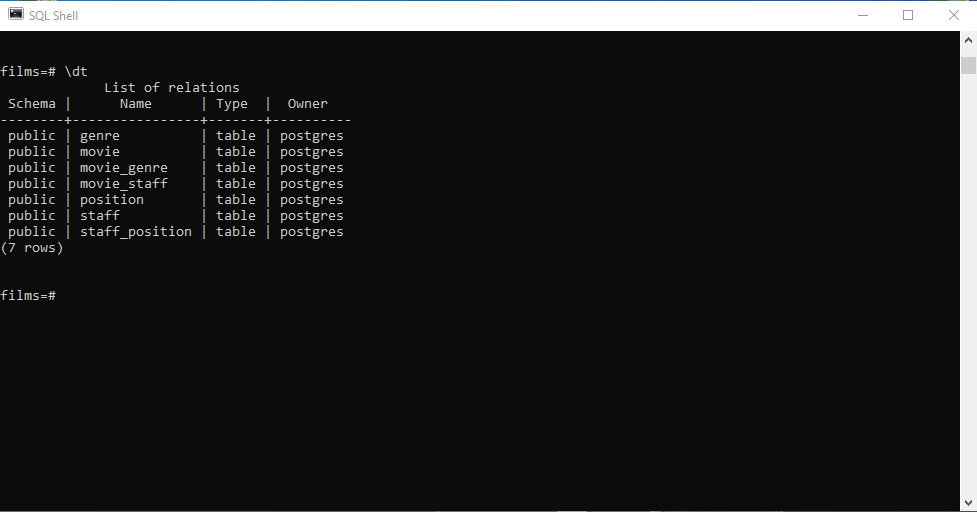 SQL Shell
films=# \dt
             List of relations
 Schema |      Name      | Type  |  Owner
--------+----------------+-------+----------
 public | genre          | table | postgres
 public | movie          | table | postgres
 public | movie_genre    | table | postgres
 public | movie_staff    | table | postgres
 public | position       | table | postgres
 public | staff          | table | postgres
 public | staff_position | table | postgres
(7 rows)
films=#